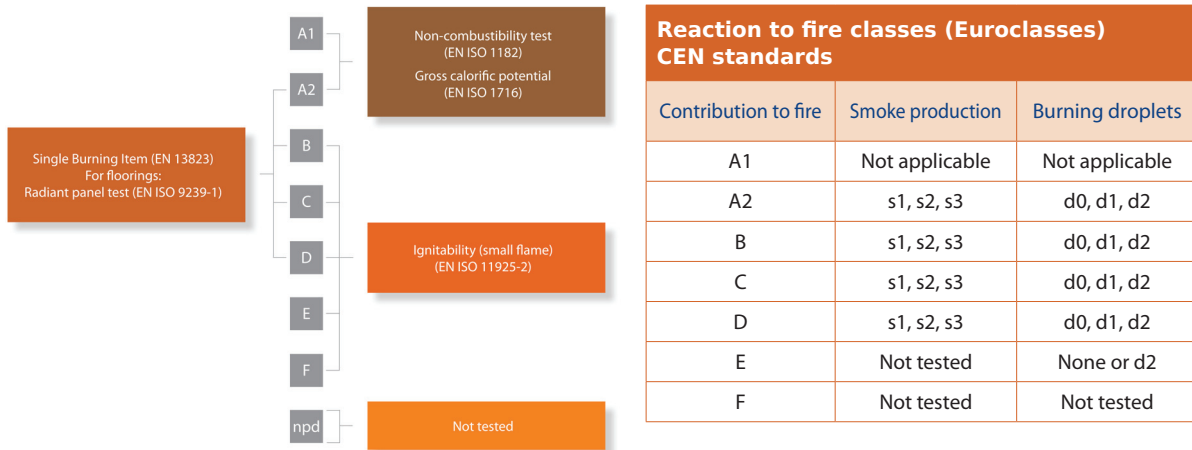 A1
Non-combustibility test
(EN ISO 1182)
Gross calorific potential
(EN ISO 1716)
A2
Single Burning Item (EN 13823)
For floorings:
Radiant panel test (EN ISO 9239-1)
B
C
D
Ignitability (small flame)
(EN ISO 11925-2)
E
F
npd
Not tested
Reaction to fire classes (Euroclasses)
CEN standards
Contribution to fire Smoke production Burning droplets
A1 Not applicable Not applicable
A2 s1, s2, s3 d0, d1, d2
B s1, s2, s3 d0, d1, d2
C s1, s2, s3 d0, d1, d2
D s1, s2, s3 d0, d1, d2
E Not tested None or d2
F Not tested Not tested